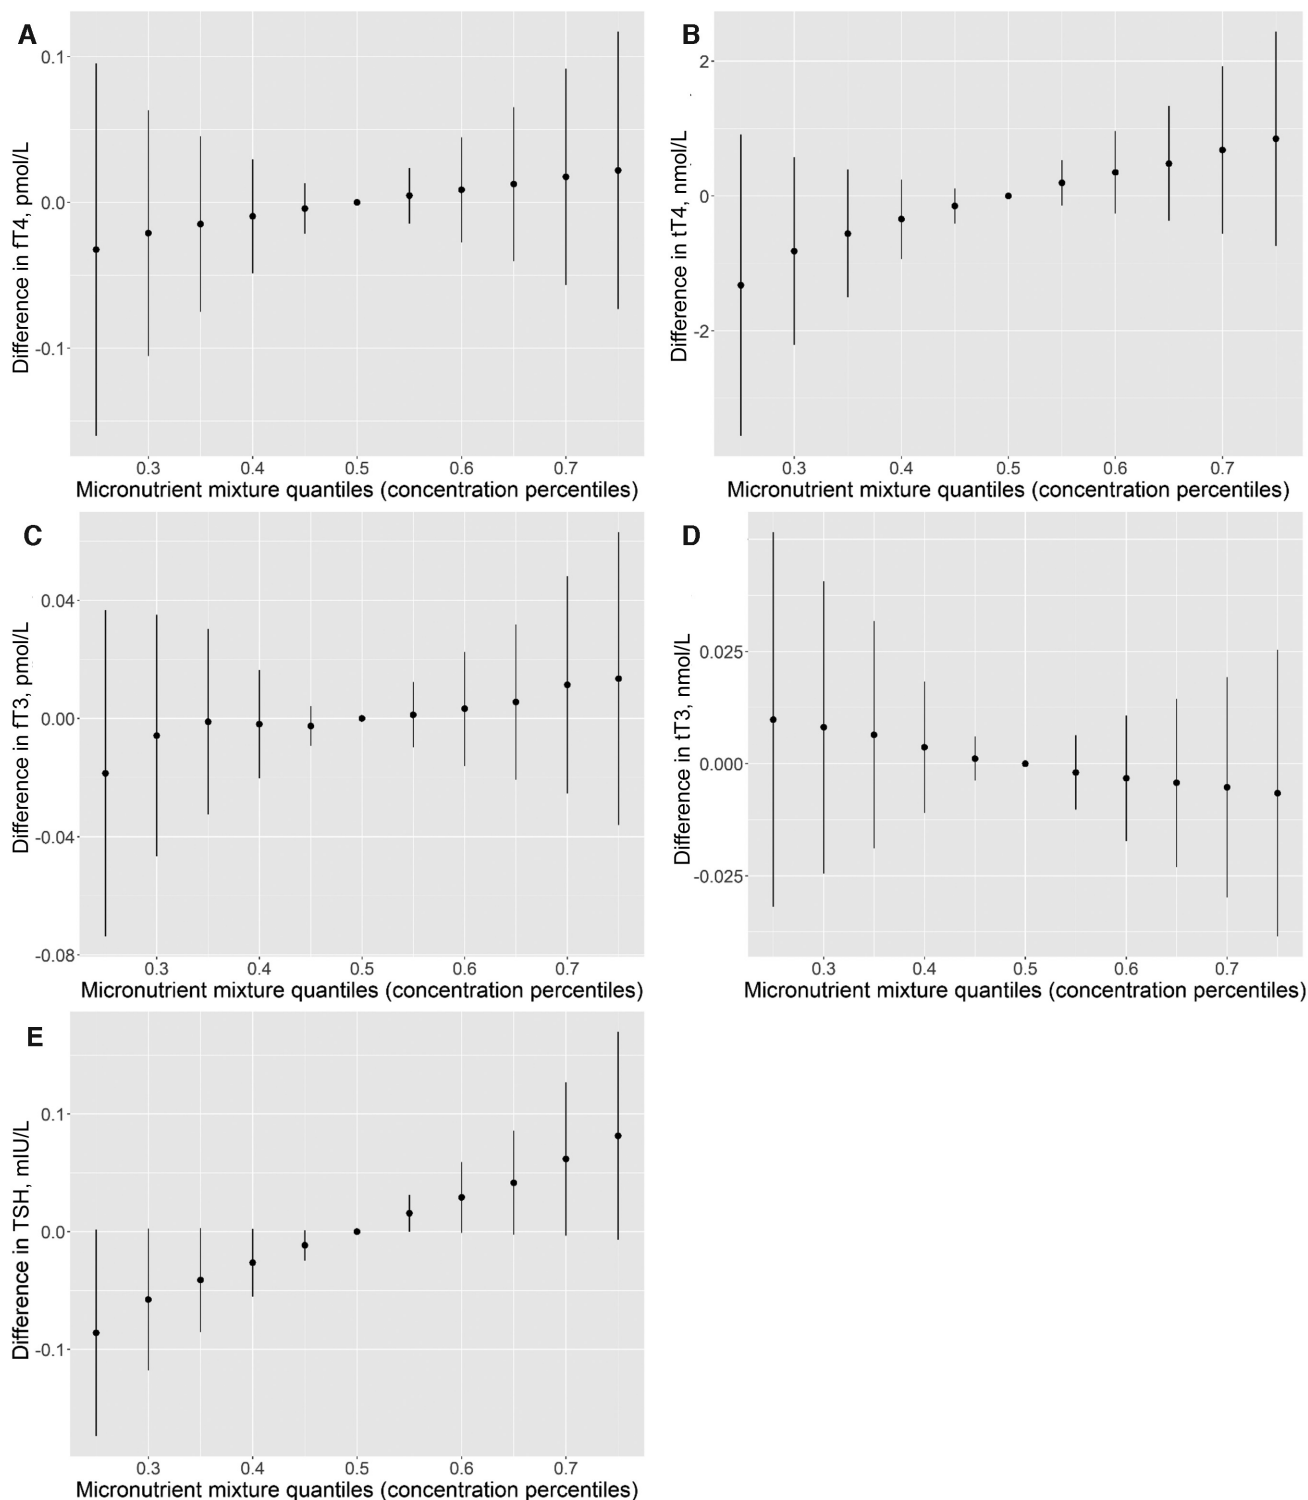 A
0.1
0.0
-0.1
Difference in fT4, pmol/L
0.3 0.4 0.5 0.6 0.7
Micronutrient mixture quantiles (concentration percentiles)
B
2
0
-2
Difference in tT4, nmol/L
0.3 0.4 0.5 0.6 0.7
Micronutrient mixture quantiles (concentration percentiles)
C
0.04
0.00
-0.04
-0.08
Difference in fT3, pmol/L
0.3 0.4 0.5 0.6 0.7
Micronutrient mixture quantiles (concentration percentiles)
D
0.025
0.000
-0.025
Difference in tT3, nmol/L
0.3 0.4 0.5 0.6 0.7
Micronutrient mixture quantiles (concentration percentiles)
E
0.1
0.0
-0.1
Difference in TSH, mIU/L
0.3 0.4 0.5 0.6 0.7
Micronutrient mixture quantiles (concentration percentiles)